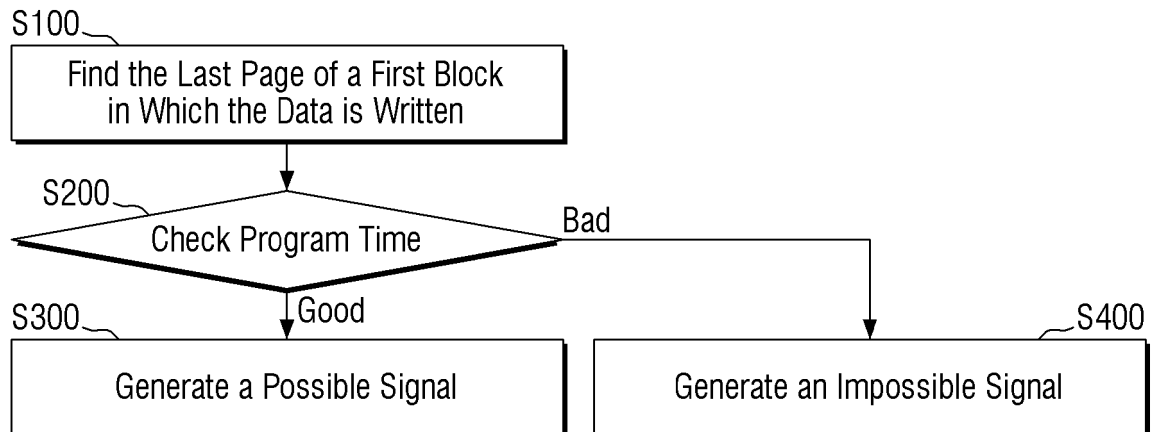 S100
Find the Last Page of a First Block
in Which the Data is Written
S200
Check Program Time
Bad
Good
S300
Generate a Possible Signal
S400
Generate an Impossible Signal